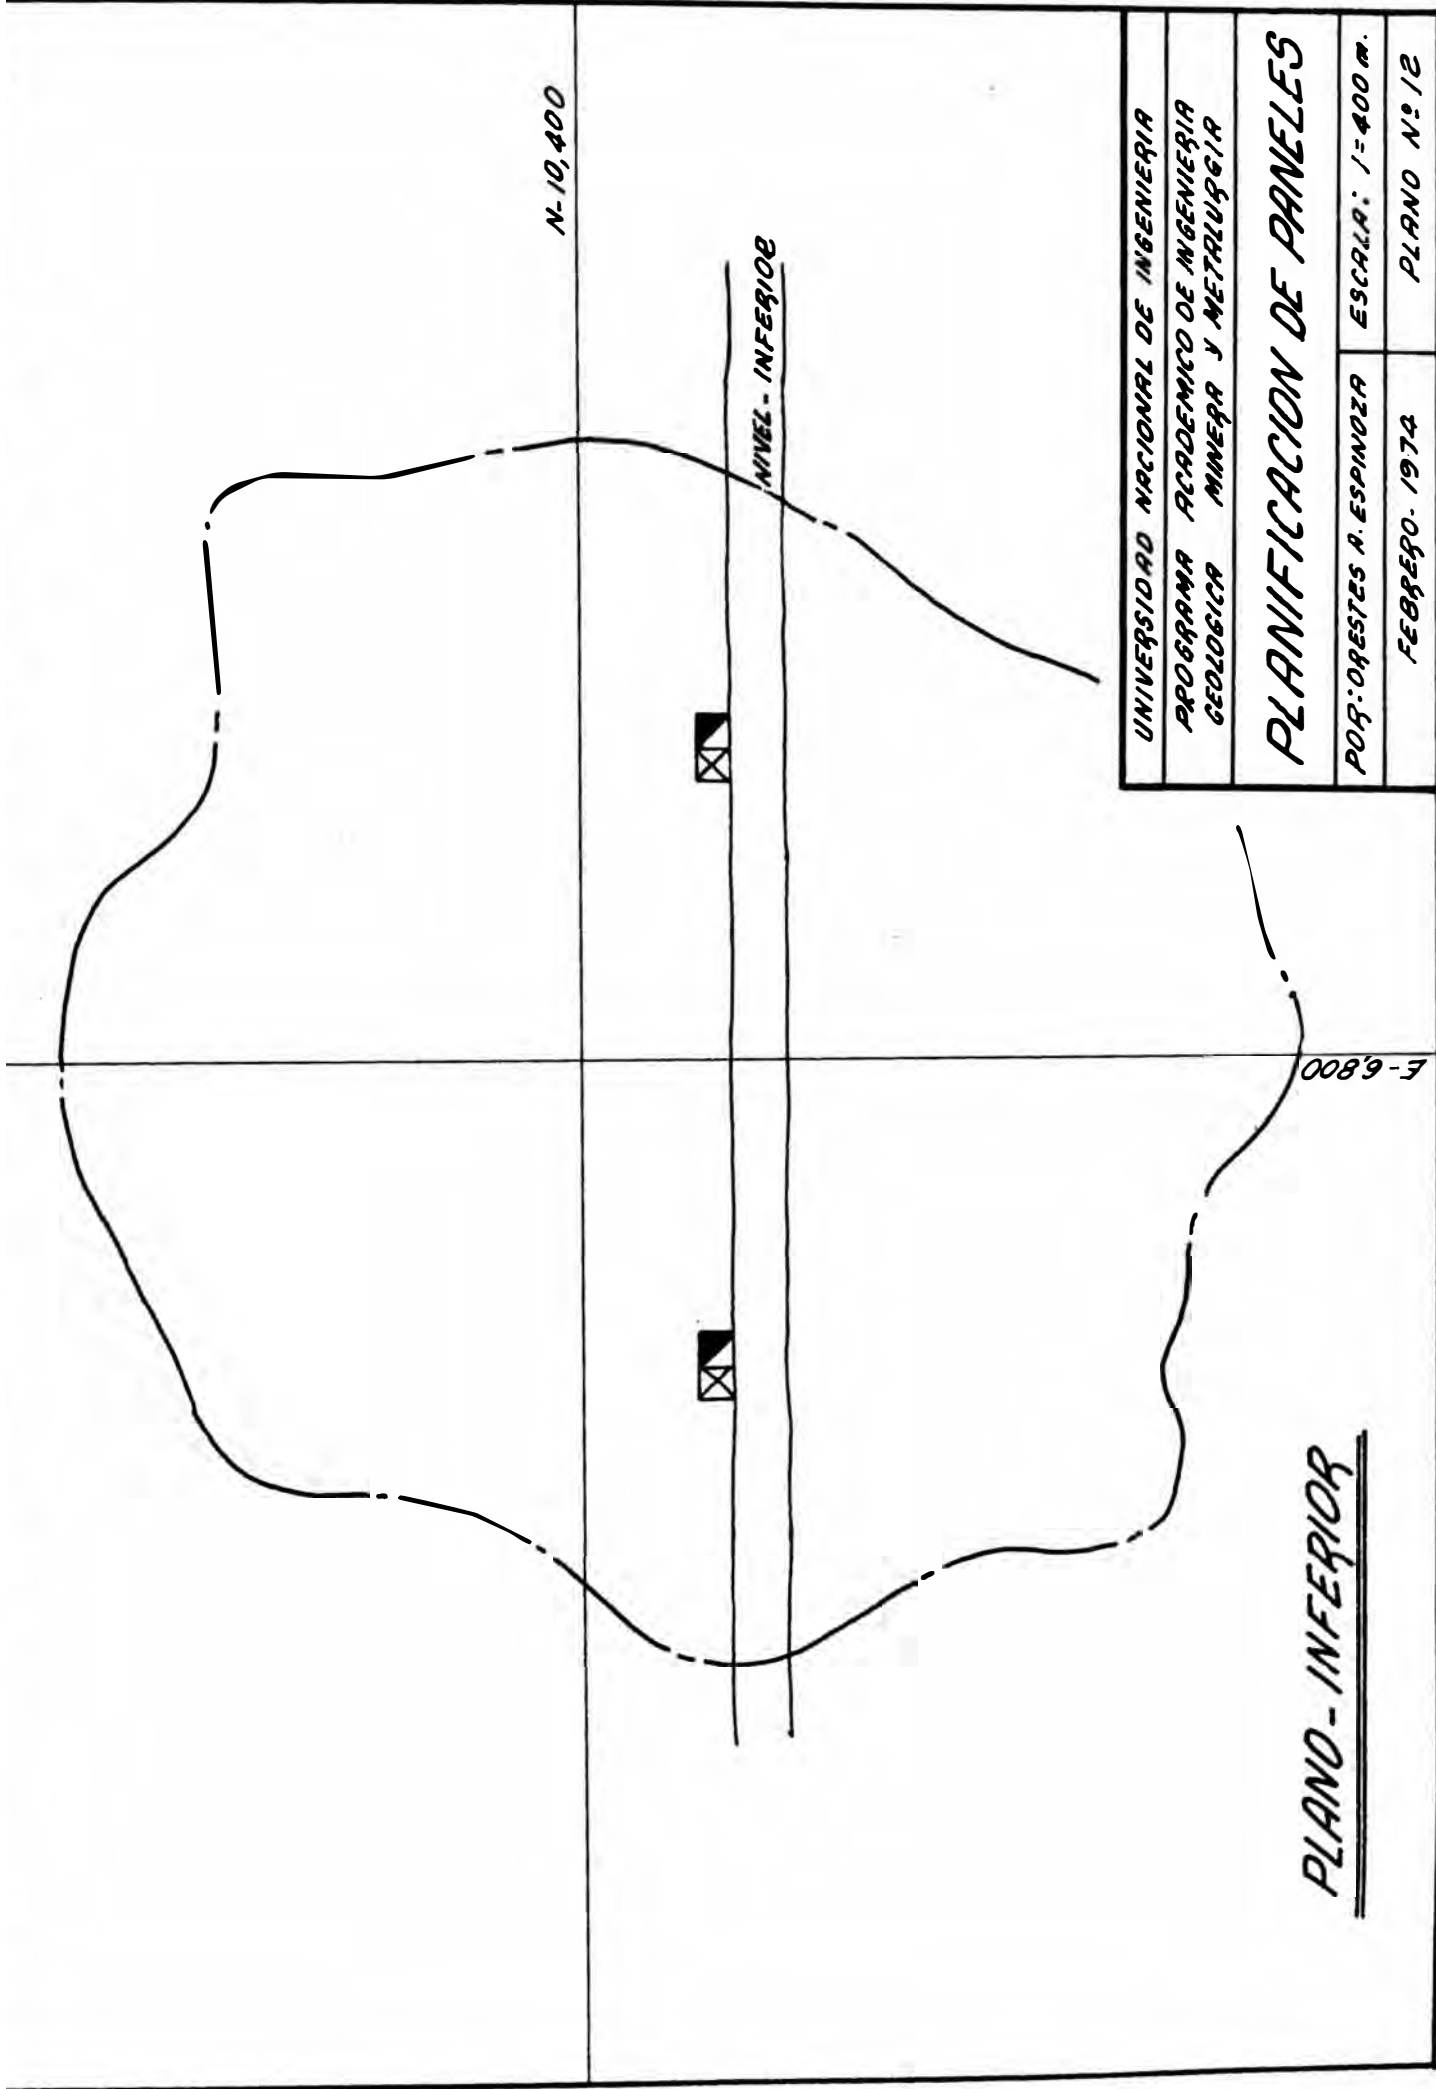 N-10,400
NIVEL - INFERIOR
E-6,800
PLANO - INFERIOR
UNIVERSIDAD NACIONAL DE INGENIERIA
PROGRAMA ACADEMICO DE INGENIERIA
GEOLOGICA MINERA Y METALURGIA
PLANIFICACION DE PANELES
POR: ORESTES A. ESPINOZA
ESCALA: 1=400 m.
FEBRERO - 1974
PLANO Nº 12